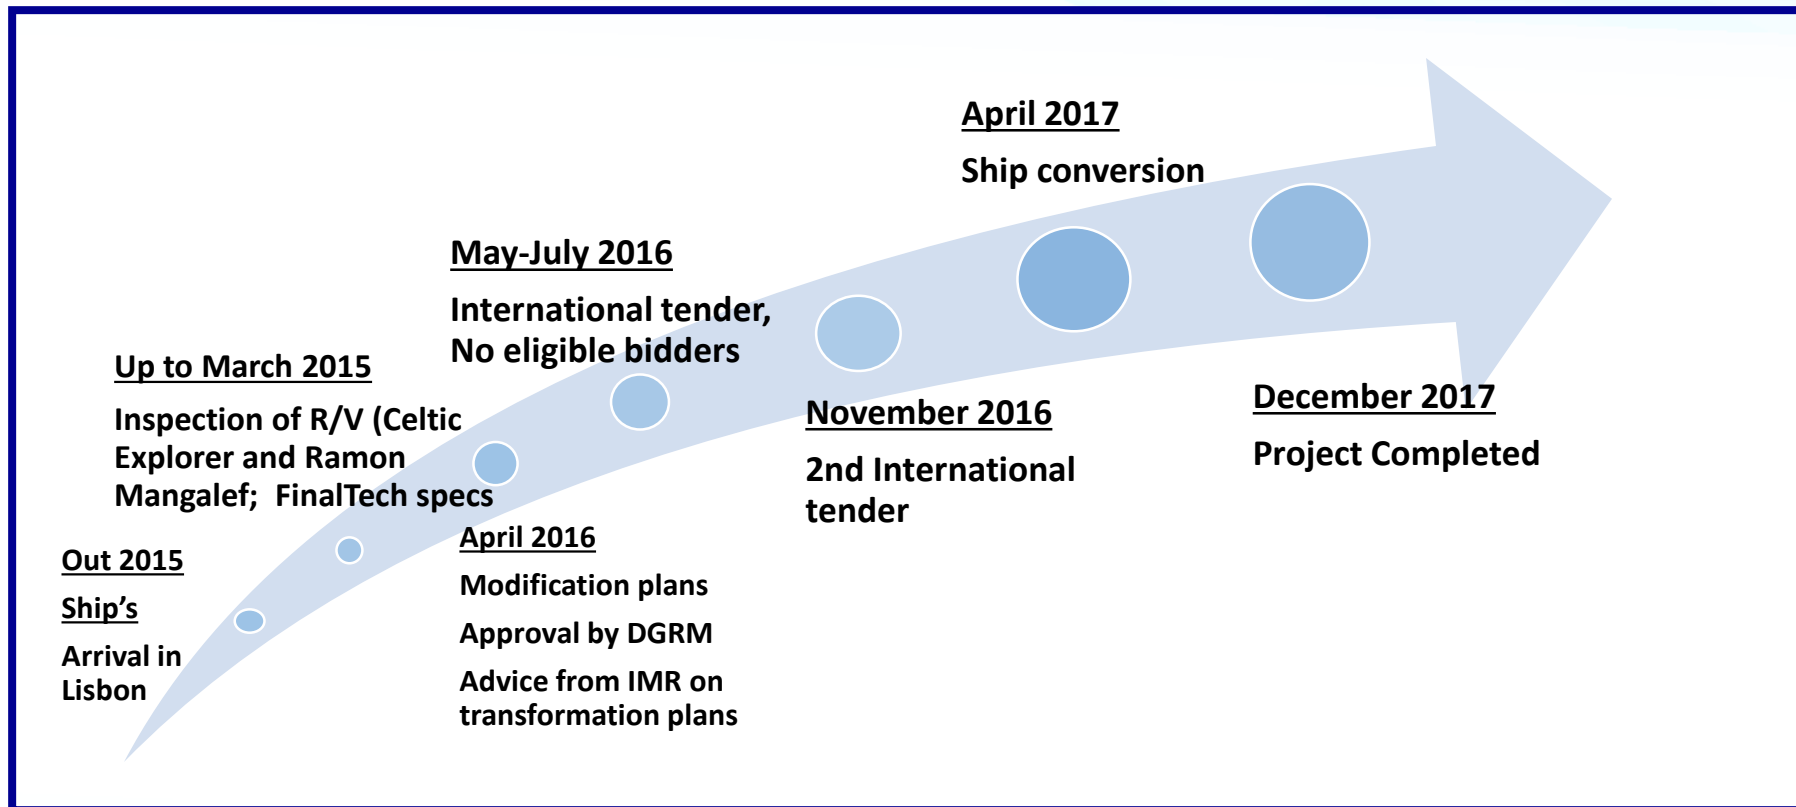 Out 2015
Ship's
Arrival in
Lisbon
Up to March 2015
Inspection of R/V (Celtic
Explorer and Ramon
Mangalef;  FinalTech specs
April 2016
Modification plans
Approval by DGRM
Advice from IMR on
transformation plans
May-July 2016
International tender,
No eligible bidders
November 2016
2nd International
tender
April 2017
Ship conversion
December 2017
Project Completed